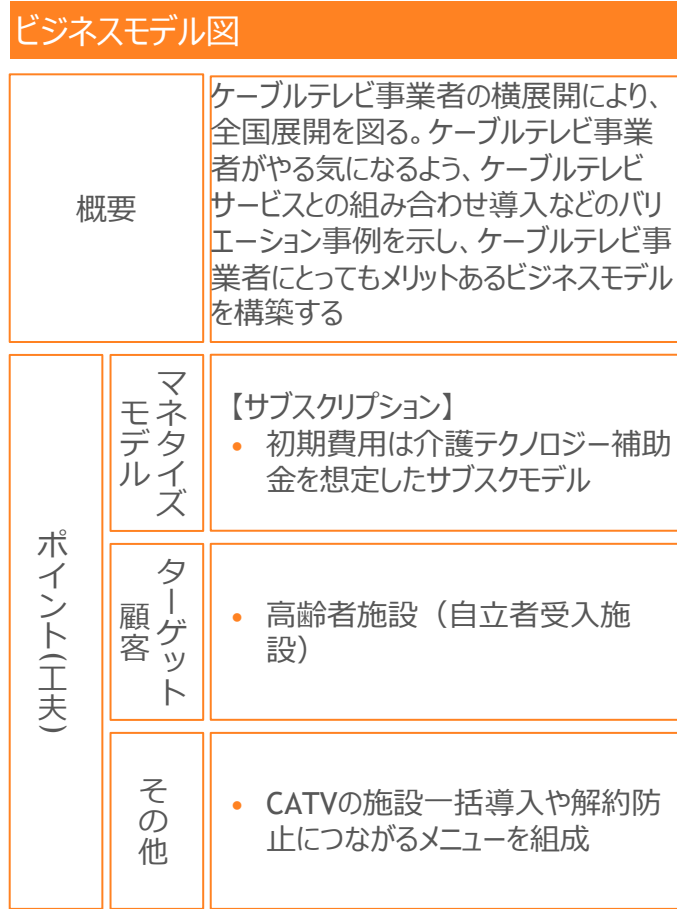 ビジネスモデル図
概要
ケーブルテレビ事業者の横展開により、
全国展開を図る。ケーブルテレビ事業
者がやる気になるよう、ケーブルテレビ
サービスとの組み合わせ導入などのバリ
エーション事例を示し、ケーブルテレビ事
業者にとってもメリットあるビジネスモデル
を構築する
ポイント(工夫)
マネタイズ
モデル
【サブスクリプション】
• 初期費用は介護テクノロジー補助
金を想定したサブスクモデル
ターゲット
顧客
• 高齢者施設（自立者受入施
設）
その他
• CATVの施設一括導入や解約防
止につながるメニューを組成